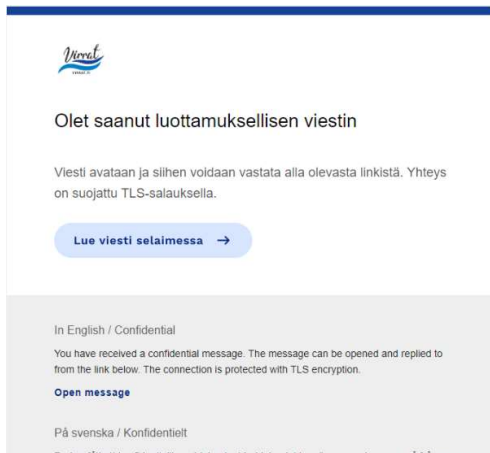 Virrat
Olet saanut luottamuksellisen viestin
Viesti avataan ja siihen voidaan vastata alla olevasta linkistä. Yhteys
on suojattu TLS-salauksella.
Lue viesti selaimessa →
In English / Confidential
You have received a confidential message. The message can be opened and replied to
from the link below. The connection is protected with TLS encryption.
Open message
På svenska / Konfidentielt